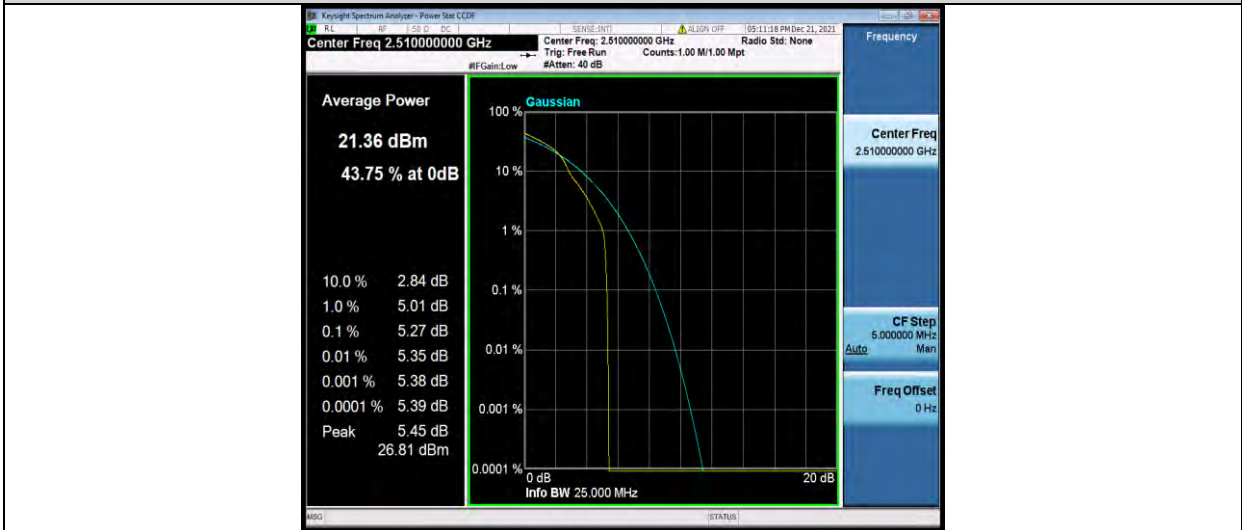 Keysight Spectrum Analyzer - Power Stat CCDF
RL RF 50 Ω DC SENSE:INT ALIGN OFF 05:11:18 PM Dec 21, 2021
Center Freq 2.510000000 GHz
Center Freq: 2.510000000 GHz Radio Std: None
Trig: Free Run Counts:1.00 M/1.00 Mpt
#IFGain:Low #Atten: 40 dB
Frequency
Average Power
21.36 dBm
43.75 % at 0dB
10.0 % 2.84 dB
1.0 % 5.01 dB
0.1 % 5.27 dB
0.01 % 5.35 dB
0.001 % 5.38 dB
0.0001 % 5.39 dB
Peak 5.45 dB
26.81 dBm
Gaussian
100 %
10 %
1 %
0.1 %
0.01 %
0.001 %
0.0001 %
0 dB 20 dB
Info BW 25.000 MHz
Center Freq
2.510000000 GHz
CF Step
5.000000 MHz
Auto Man
Freq Offset
0 Hz
MSG STATUS